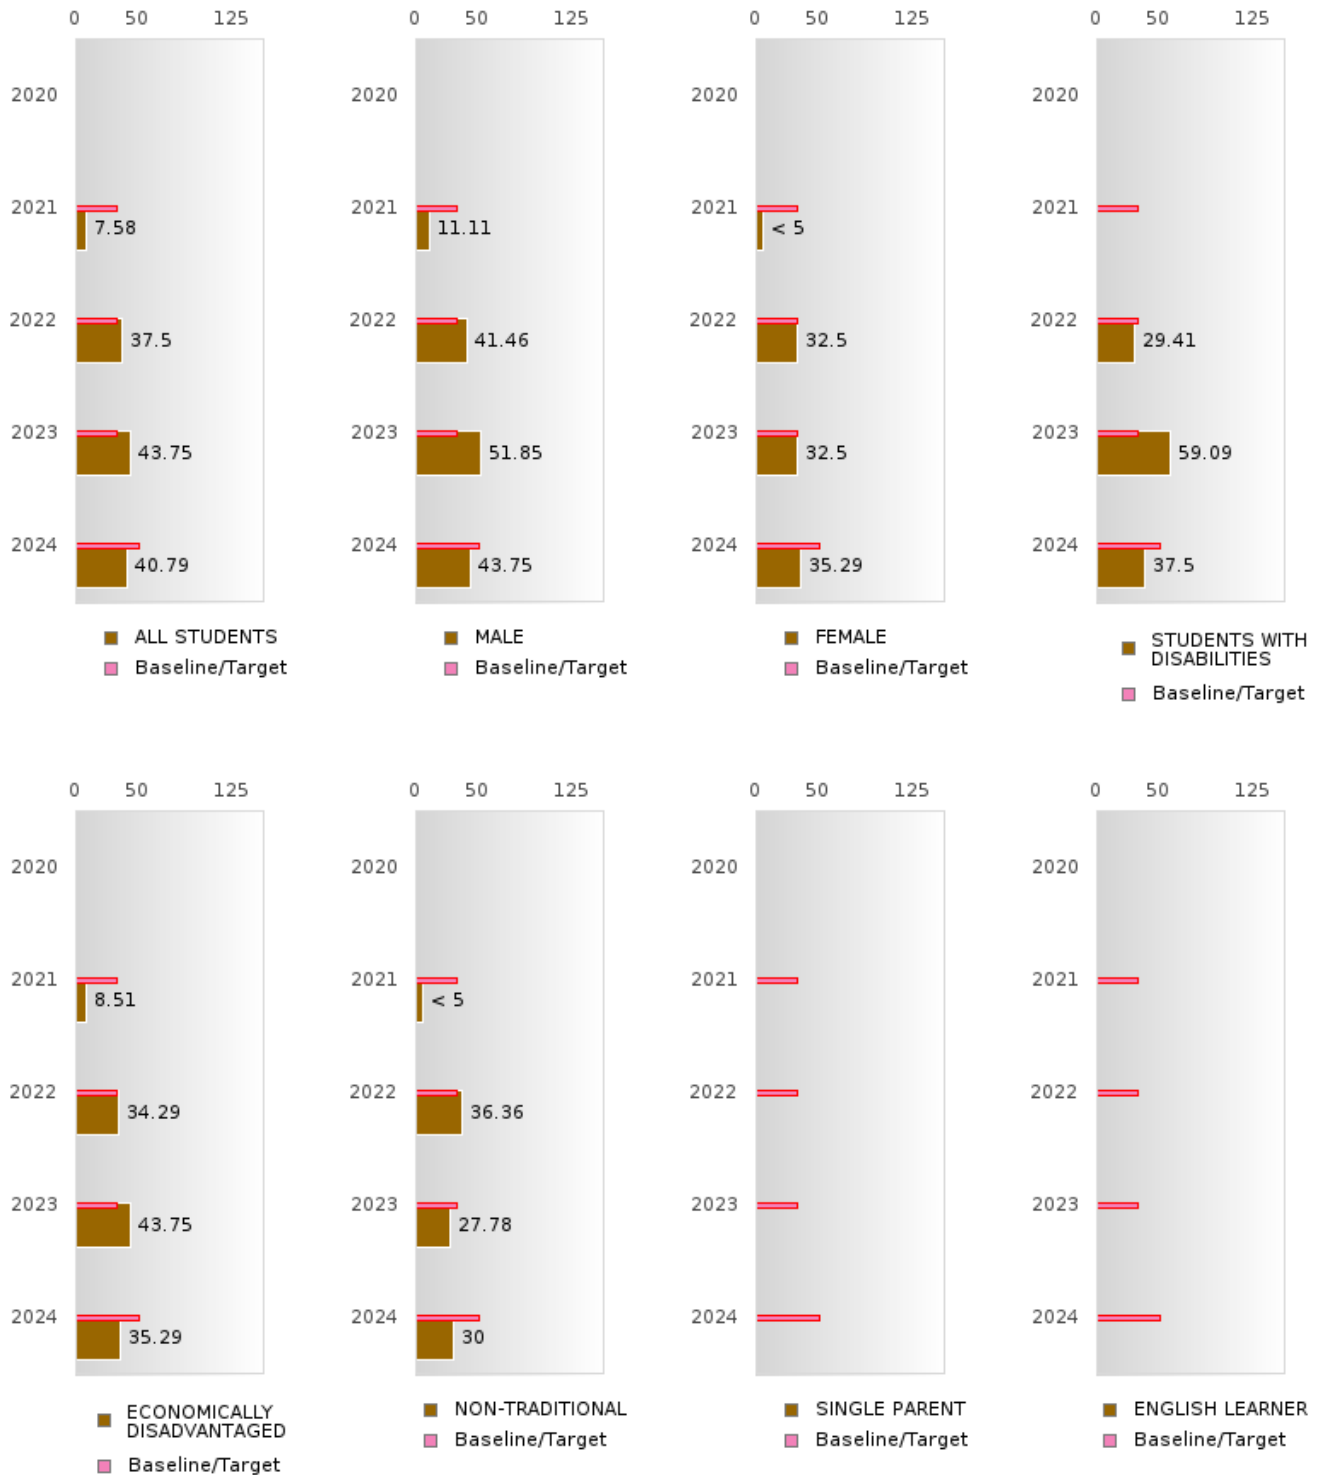 0 50 125 0 50 125 0 50 125 0 50 125
2020 2020 2020 2020
2021 2021 2021 2021
7.58 11.11 < 5
2022 2022 2022 2022
37.5 41.46 32.5 29.41
2023 2023 2023 2023
43.75 51.85 32.5 59.09
2024 2024 2024 2024
40.79 43.75 35.29 37.5
ALL STUDENTS MALE FEMALE STUDENTS WITH
DISABILITIES
Baseline/Target Baseline/Target Baseline/Target
Baseline/Target
0 50 125 0 50 125 0 50 125 0 50 125
2020 2020 2020 2020
2021 2021 2021 2021
8.51 < 5
2022 2022 2022 2022
34.29 36.36
2023 2023 2023 2023
43.75 27.78
2024 2024 2024 2024
35.29 30
ECONOMICALLY NON-TRADITIONAL SINGLE PARENT ENGLISH LEARNER
DISADVANTAGED
Baseline/Target Baseline/Target Baseline/Target
Baseline/Target